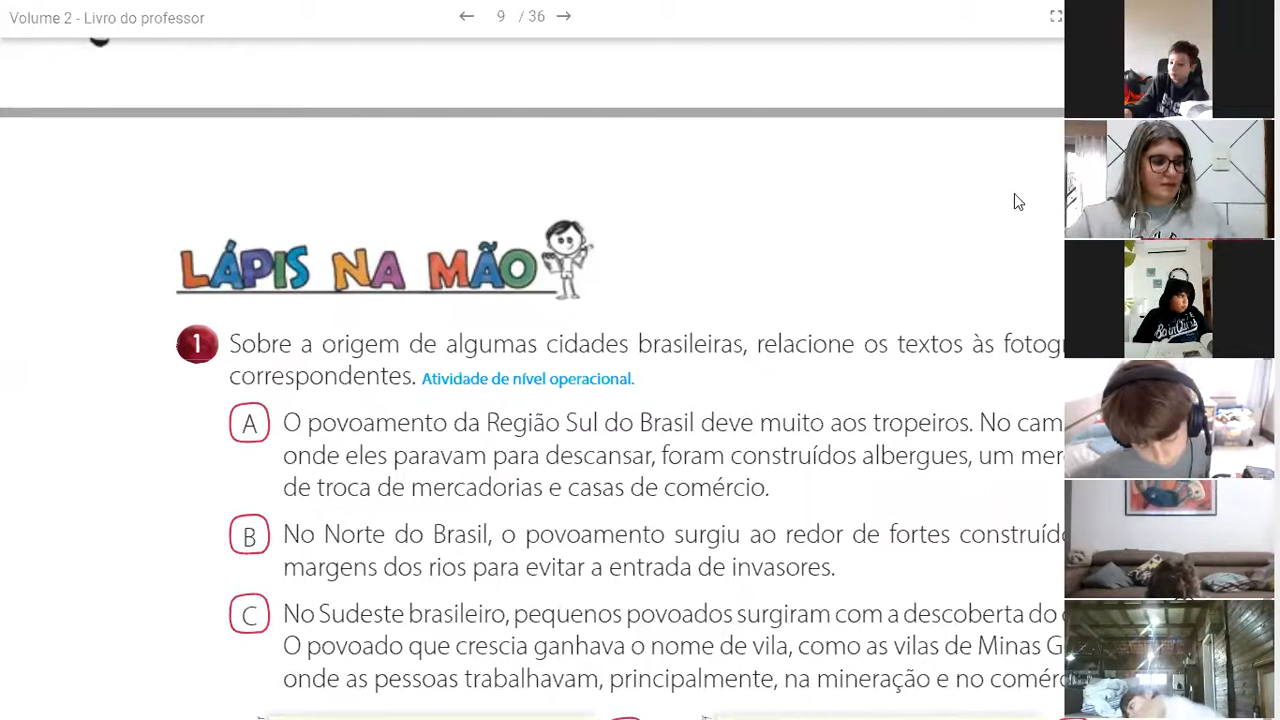 Volume 2 - Livro do professor
9 / 36
LÁPIS NA MÃO
1 Sobre a origem de algumas cidades brasileiras, relacione os textos às
correspondentes. Atividade de nível operacional.
A O povoamento da Região Sul do Brasil deve muito aos tropeiros. No
onde eles paravam para descansar, foram construídos albergues, um
de troca de mercadorias e casas de comércio.
B No Norte do Brasil, o povoamento surgiu ao redor de fortes
margens dos rios para evitar a entrada de invasores.
C No Sudeste brasileiro, pequenos povoados surgiram com a descoberta do
O povoado que crescia ganhava o nome de vila, como as vilas de Minas
onde as pessoas trabalhavam, principalmente, na mineração e no